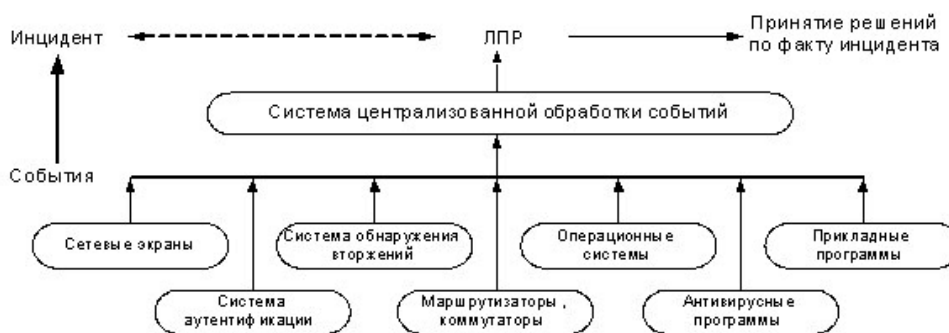 Инцидент
ЛПР
Принятие решений
по факту инцидента
Система централизованной обработки событий
События
Сетевые экраны
Система обнаружения
вторжений
Операционные
системы
Прикладные
программы
Система
аутентификации
Маршрутизаторы ,
коммутаторы
Антивирусные
программы